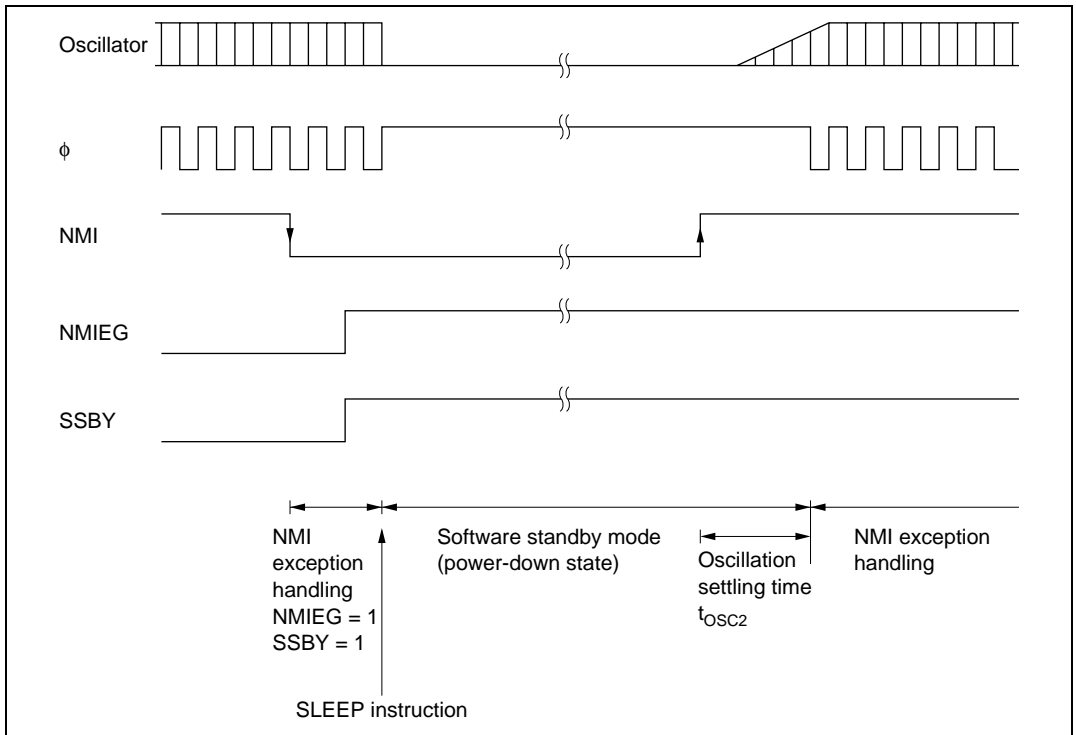 Oscillator
φ
NMI
NMIEG
SSBY
NMI
exception
handling
NMIEG = 1
SSBY = 1
Software standby mode
(power-down state)
Oscillation
settling time
tOSC2
NMI exception
handling
SLEEP instruction